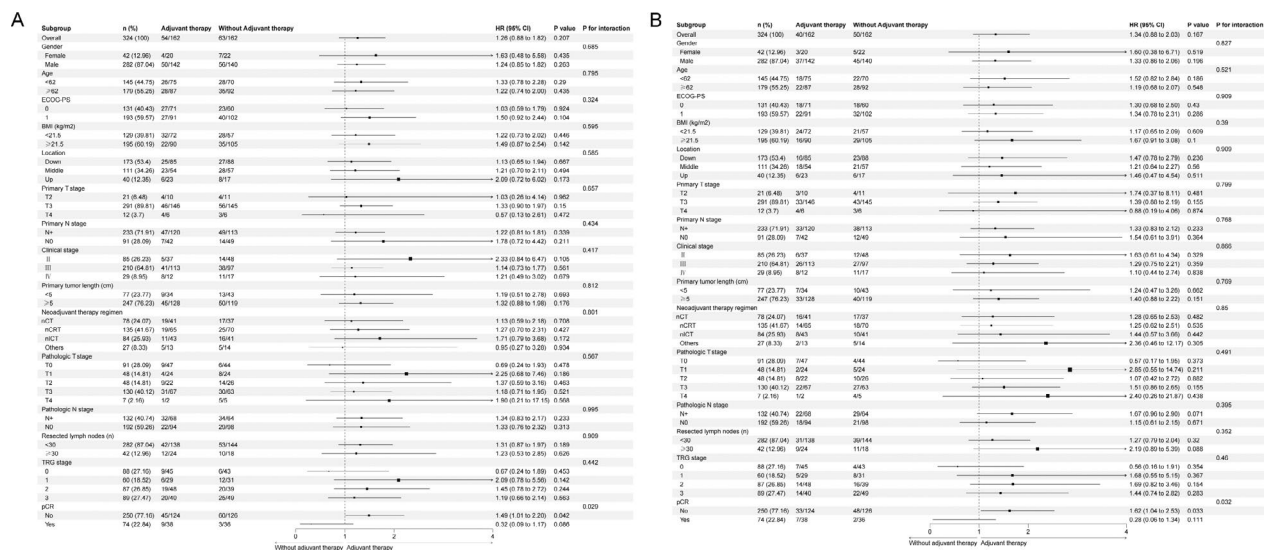 A
Subgroup n (%) Adjuvant therapy Without Adjuvant therapy HR (95% CI) P value P for interaction
Overall 324 (100) 54/162 63/162 1.26 (0.88 to 1.82) 0.207
Gender 0.685
Female 42 (12.96) 4/20 7/22 1.63 (0.48 to 5.58) 0.435
Male 282 (87.04) 50/142 56/140 1.24 (0.85 to 1.82) 0.263
Age 0.795
<62 145 (44.75) 26/75 28/70 1.33 (0.78 to 2.28) 0.29
≥62 179 (55.25) 28/87 35/92 1.22 (0.74 to 2.00) 0.435
ECOG-PS 0.324
0 131 (40.43) 27/71 23/60 1.03 (0.59 to 1.79) 0.924
1 193 (59.57) 27/91 40/102 1.50 (0.92 to 2.44) 0.104
BMI (kg/m2) 0.595
<21.5 129 (39.81) 32/72 28/57 1.22 (0.73 to 2.02) 0.446
≥21.5 195 (60.19) 22/90 35/105 1.49 (0.87 to 2.54) 0.142
Location 0.585
Down 173 (53.4) 25/85 27/88 1.13 (0.65 to 1.94) 0.667
Middle 111 (34.26) 23/54 28/57 1.21 (0.70 to 2.11) 0.494
Up 40 (12.35) 6/23 8/17 2.09 (0.72 to 6.02) 0.173
Primary T stage 0.657
T2 21 (6.48) 4/10 4/11 1.03 (0.26 to 4.14) 0.962
T3 291 (89.81) 46/146 56/145 1.33 (0.90 to 1.97) 0.15
T4 12 (3.7) 4/6 3/6 0.57 (0.13 to 2.61) 0.472
Primary N stage 0.434
N+ 233 (71.91) 47/120 49/113 1.22 (0.81 to 1.81) 0.339
N0 91 (28.09) 7/42 14/49 1.78 (0.72 to 4.42) 0.211
Clinical stage 0.417
II 85 (26.23) 5/37 14/48 2.33 (0.84 to 6.47) 0.105
III 210 (64.81) 41/113 38/97 1.14 (0.73 to 1.77) 0.561
IV 29 (8.95) 8/12 11/17 1.21 (0.49 to 3.02) 0.679
Primary tumor length (cm) 0.812
<5 77 (23.77) 9/34 13/43 1.19 (0.51 to 2.78) 0.693
≥5 247 (76.23) 45/128 50/119 1.32 (0.88 to 1.98) 0.176
Neoadjuvant therapy regimen 0.801
nCT 78 (24.07) 19/41 17/37 1.13 (0.59 to 2.18) 0.708
nCRT 135 (41.67) 19/65 25/70 1.27 (0.70 to 2.31) 0.427
nICT 84 (25.93) 11/43 16/41 1.71 (0.79 to 3.68) 0.172
Others 27 (8.33) 5/13 5/14 0.95 (0.27 to 3.28) 0.934
Pathologic T stage 0.567
T0 91 (28.09) 9/47 6/44 0.69 (0.24 to 1.93) 0.478
T1 48 (14.81) 4/24 8/24 2.25 (0.68 to 7.46) 0.186
T2 48 (14.81) 9/22 14/26 1.37 (0.59 to 3.16) 0.463
T3 130 (40.12) 31/67 30/63 1.18 (0.71 to 1.95) 0.521
T4 7 (2.16) 1/2 5/5 1.90 (0.21 to 17.15) 0.568
Pathologic N stage 0.995
N+ 132 (40.74) 32/68 34/64 1.34 (0.83 to 2.17) 0.233
N0 192 (59.26) 22/94 29/98 1.33 (0.76 to 2.32) 0.313
Resected lymph nodes (n) 0.909
<30 282 (87.04) 42/138 53/144 1.31 (0.87 to 1.97) 0.189
≥30 42 (12.96) 12/24 10/18 1.23 (0.53 to 2.85) 0.626
TRG stage 0.442
0 88 (27.16) 9/45 6/43 0.67 (0.24 to 1.89) 0.453
1 60 (18.52) 6/29 12/31 2.09 (0.78 to 5.56) 0.142
2 87 (26.85) 19/48 20/39 1.45 (0.78 to 2.72) 0.244
3 89 (27.47) 20/40 25/49 1.19 (0.66 to 2.14) 0.563
pCR 0.029
No 250 (77.16) 45/124 60/126 1.49 (1.01 to 2.20) 0.042
Yes 74 (22.84) 9/38 3/36 0.32 (0.09 to 1.17) 0.086
0 1 2 4
Without adjuvant therapy Adjuvant therapy
B
Subgroup n (%) Adjuvant therapy Without Adjuvant therapy HR (95% CI) P value P for interaction
Overall 324 (100) 40/162 50/162 1.34 (0.88 to 2.03) 0.167
Gender 0.827
Female 42 (12.96) 3/20 5/22 1.60 (0.38 to 6.71) 0.519
Male 282 (87.04) 37/142 45/140 1.33 (0.86 to 2.06) 0.196
Age 0.521
<62 145 (44.75) 18/75 22/70 1.52 (0.82 to 2.84) 0.186
≥62 179 (55.25) 22/87 28/92 1.19 (0.68 to 2.07) 0.546
ECOG-PS 0.909
0 131 (40.43) 18/71 18/60 1.30 (0.68 to 2.50) 0.43
1 193 (59.57) 22/91 32/102 1.34 (0.78 to 2.31) 0.286
BMI (kg/m2) 0.39
<21.5 129 (39.81) 24/72 21/57 1.17 (0.65 to 2.09) 0.609
≥21.5 195 (60.19) 16/90 29/105 1.67 (0.91 to 3.08) 0.1
Location 0.909
Down 173 (53.4) 16/85 23/88 1.47 (0.78 to 2.79) 0.236
Middle 111 (34.26) 18/54 21/57 1.21 (0.64 to 2.27) 0.56
Up 40 (12.35) 6/23 6/17 1.46 (0.47 to 4.54) 0.511
Primary T stage 0.799
T2 21 (6.48) 3/10 4/11 1.74 (0.37 to 8.11) 0.481
T3 291 (89.81) 33/146 43/145 1.39 (0.88 to 2.19) 0.155
T4 12 (3.7) 4/6 3/6 0.88 (0.19 to 4.06) 0.874
Primary N stage 0.768
N+ 233 (71.91) 33/120 38/113 1.33 (0.83 to 2.12) 0.233
N0 91 (28.09) 7/42 12/49 1.54 (0.61 to 3.91) 0.364
Clinical stage 0.866
II 85 (26.23) 6/37 12/48 1.63 (0.61 to 4.34) 0.329
III 210 (64.81) 26/113 27/97 1.29 (0.75 to 2.21) 0.359
IV 29 (8.95) 8/12 11/17 1.10 (0.44 to 2.74) 0.838
Primary tumor length (cm) 0.769
<5 77 (23.77) 7/34 10/43 1.24 (0.47 to 3.26) 0.662
≥5 247 (76.23) 33/128 40/119 1.40 (0.88 to 2.22) 0.151
Neoadjuvant therapy regimen 0.85
nCT 78 (24.07) 16/41 17/37 1.28 (0.65 to 2.53) 0.482
nCRT 135 (41.67) 14/65 18/70 1.25 (0.62 to 2.51) 0.535
nICT 84 (25.93) 8/43 10/41 1.44 (0.57 to 3.66) 0.442
Others 27 (8.33) 2/13 5/14 2.36 (0.46 to 12.17) 0.305
Pathologic T stage 0.491
T0 91 (28.09) 7/47 4/44 0.57 (0.17 to 1.95) 0.373
T1 48 (14.81) 2/24 5/24 2.85 (0.55 to 14.74) 0.211
T2 48 (14.81) 8/22 10/26 1.07 (0.42 to 2.72) 0.882
T3 130 (40.12) 22/67 27/63 1.51 (0.86 to 2.66) 0.155
T4 7 (2.16) 1/2 4/5 2.40 (0.26 to 21.87) 0.438
Pathologic N stage 0.395
N+ 132 (40.74) 22/68 29/64 1.67 (0.96 to 2.90) 0.071
N0 192 (59.26) 18/94 21/98 1.15 (0.61 to 2.15) 0.671
Resected lymph nodes (n) 0.362
<30 282 (87.04) 31/138 39/144 1.27 (0.79 to 2.04) 0.32
≥30 42 (12.96) 9/24 11/18 2.19 (0.89 to 5.39) 0.088
TRG stage 0.46
0 88 (27.16) 7/45 4/43 0.56 (0.16 to 1.91) 0.354
1 60 (18.52) 5/29 8/31 1.68 (0.55 to 5.15) 0.367
2 87 (26.85) 14/48 16/39 1.69 (0.82 to 3.46) 0.154
3 89 (27.47) 14/40 22/49 1.44 (0.74 to 2.82) 0.283
pCR 0.032
No 250 (77.16) 33/124 48/126 1.62 (1.04 to 2.53) 0.033
Yes 74 (22.84) 7/38 2/36 0.28 (0.06 to 1.34) 0.111
0 1 2 4
Without adjuvant therapy Adjuvant therapy